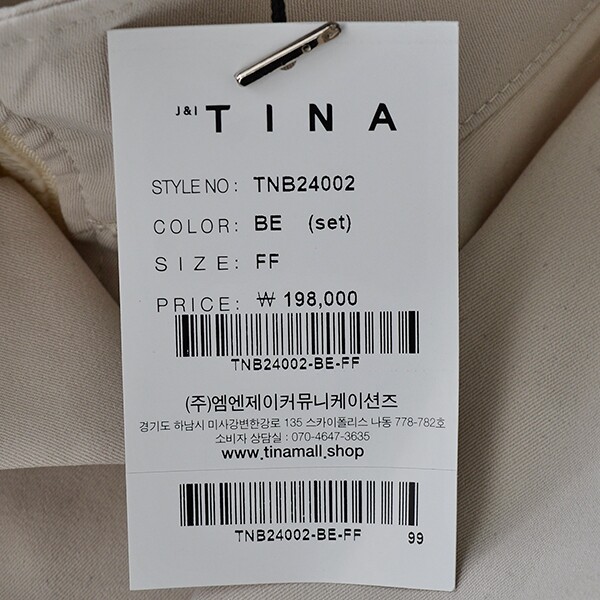 J&I TINA
STYLE NO : TNB24002
COLOR: BE (set)
SIZE: FF
PRICE: ₩ 198,000
TNB24002-BE-FF
(주)엠엔제이커뮤니케이션즈
경기도 하남시 미사강변한강로 135 스카이폴리스 나동 778-782호
소비자 상담실 : 070-4647-3635
www.tinamall.shop
TNB24002-BE-FF
99